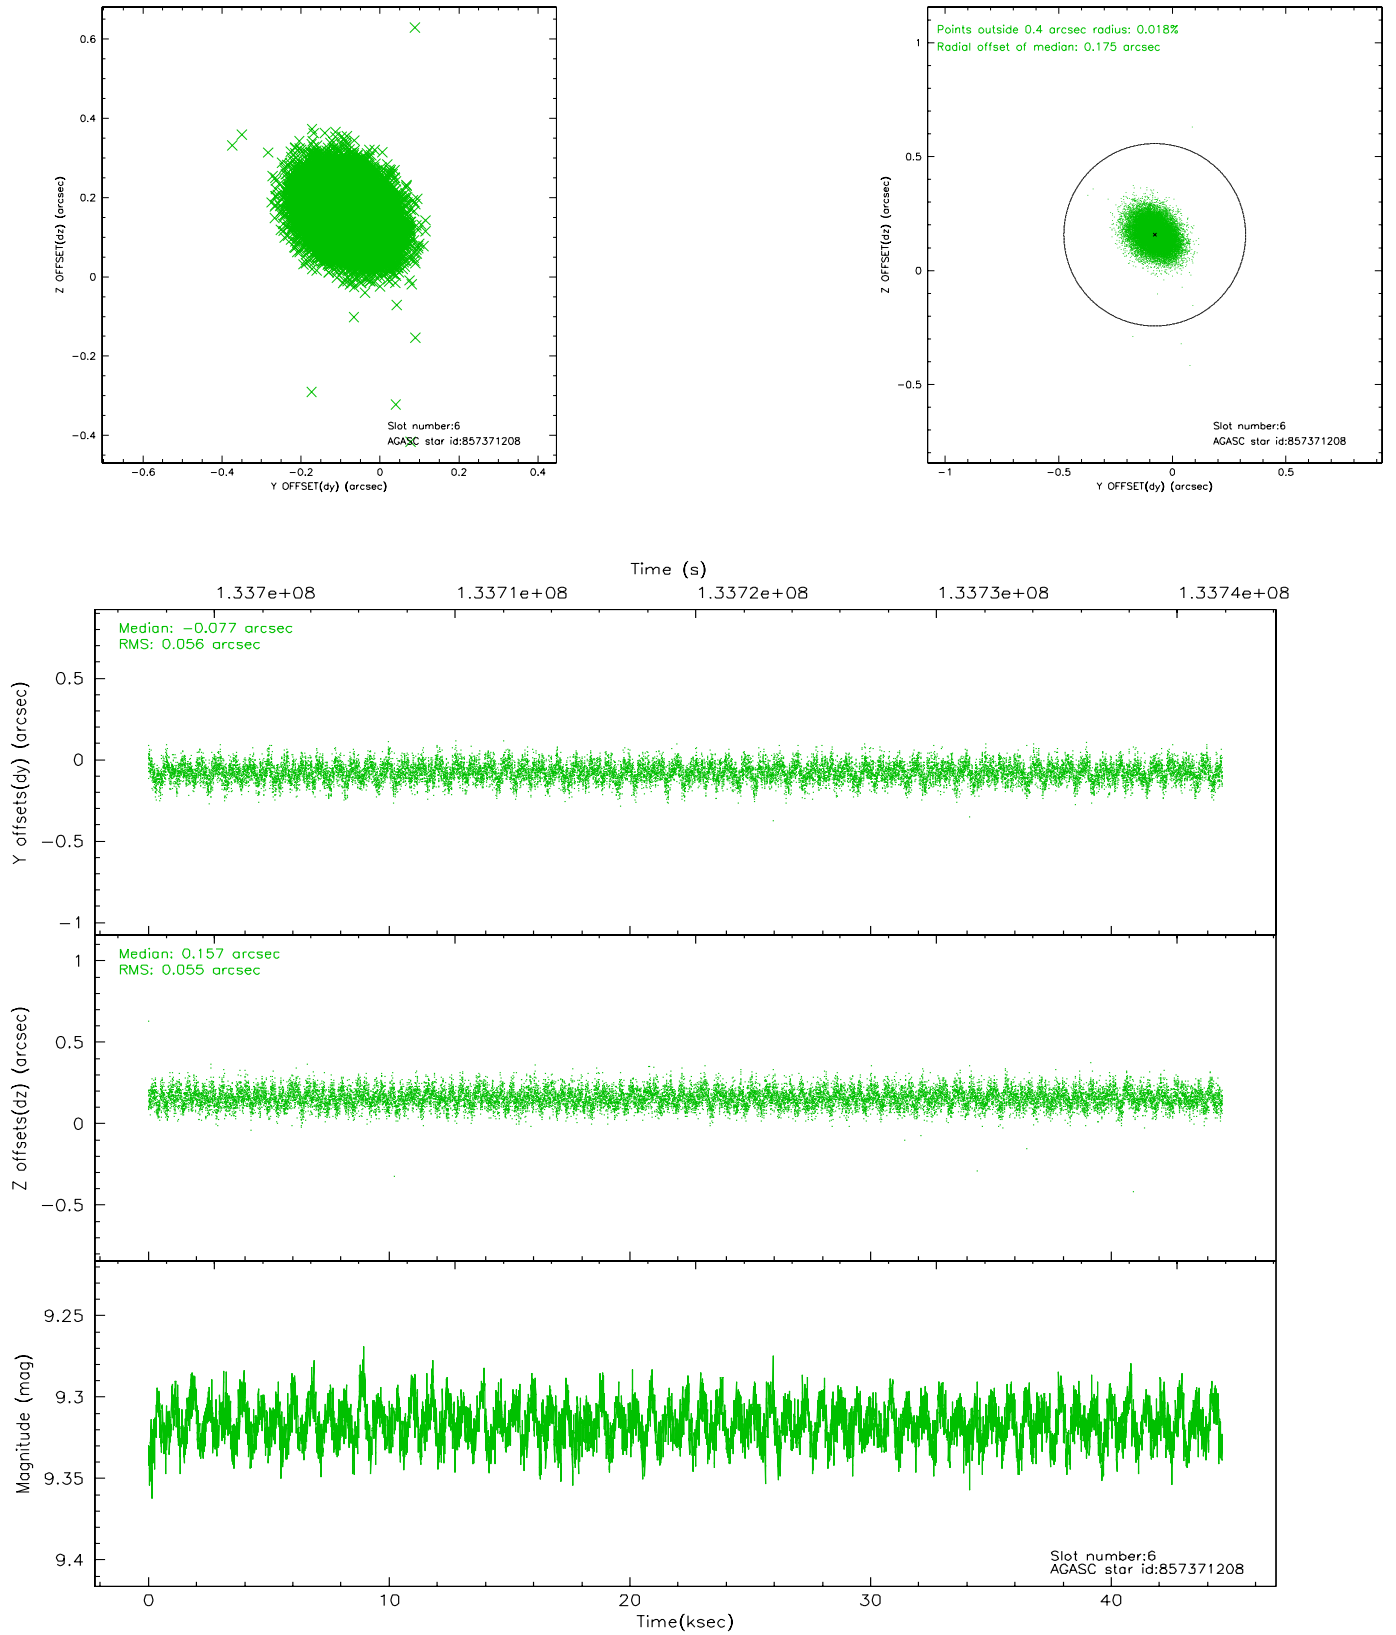 0.6
0.4
0.2
0
−0.2
−0.4
Z OFFSET(dz) (arcsec)
Slot number:6
AGASC star id:857371208
−0.6
−0.4
−0.2
0
0.2
0.4
Y OFFSET(dy) (arcsec)
Points outside 0.4 arcsec radius: 0.018%
Radial offset of median: 0.175 arcsec
1
0.5
0
−0.5
Z OFFSET(dz) (arcsec)
Slot number:6
AGASC star id:857371208
−1
−0.5
0
0.5
Y OFFSET(dy) (arcsec)
Time (s)
1.337e+08
1.3371e+08
1.3372e+08
1.3373e+08
1.3374e+08
Median: −0.077 arcsec
RMS: 0.056 arcsec
0.5
0
−0.5
−1
Y offsets(dy) (arcsec)
Median: 0.157 arcsec
RMS: 0.055 arcsec
1
0.5
0
−0.5
Z offsets(dz) (arcsec)
9.25
9.3
9.35
9.4
Magnitude (mag)
Slot number:6
AGASC star id:857371208
0
10
20
30
40
Time(ksec)